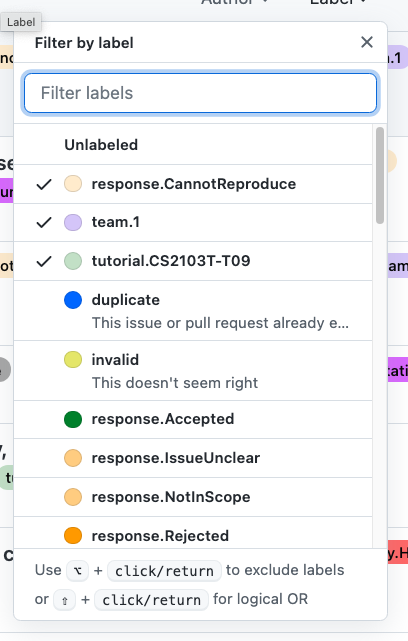 Author
Label
Label
Filter by label
Filter labels
Unlabeled
response.CannotReproduce
team.1
tutorial.CS2103T-T09
duplicate
This issue or pull request already e...
invalid
This doesn't seem right
response.Accepted
response.IssueUnclear
response.NotInScope
response.Rejected
Use ⌥ + click/return to exclude labels
or ⇧ + click/return for logical OR